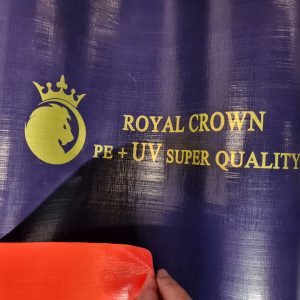 ROYAL CROWN
PE + UV SUPER QUALITY